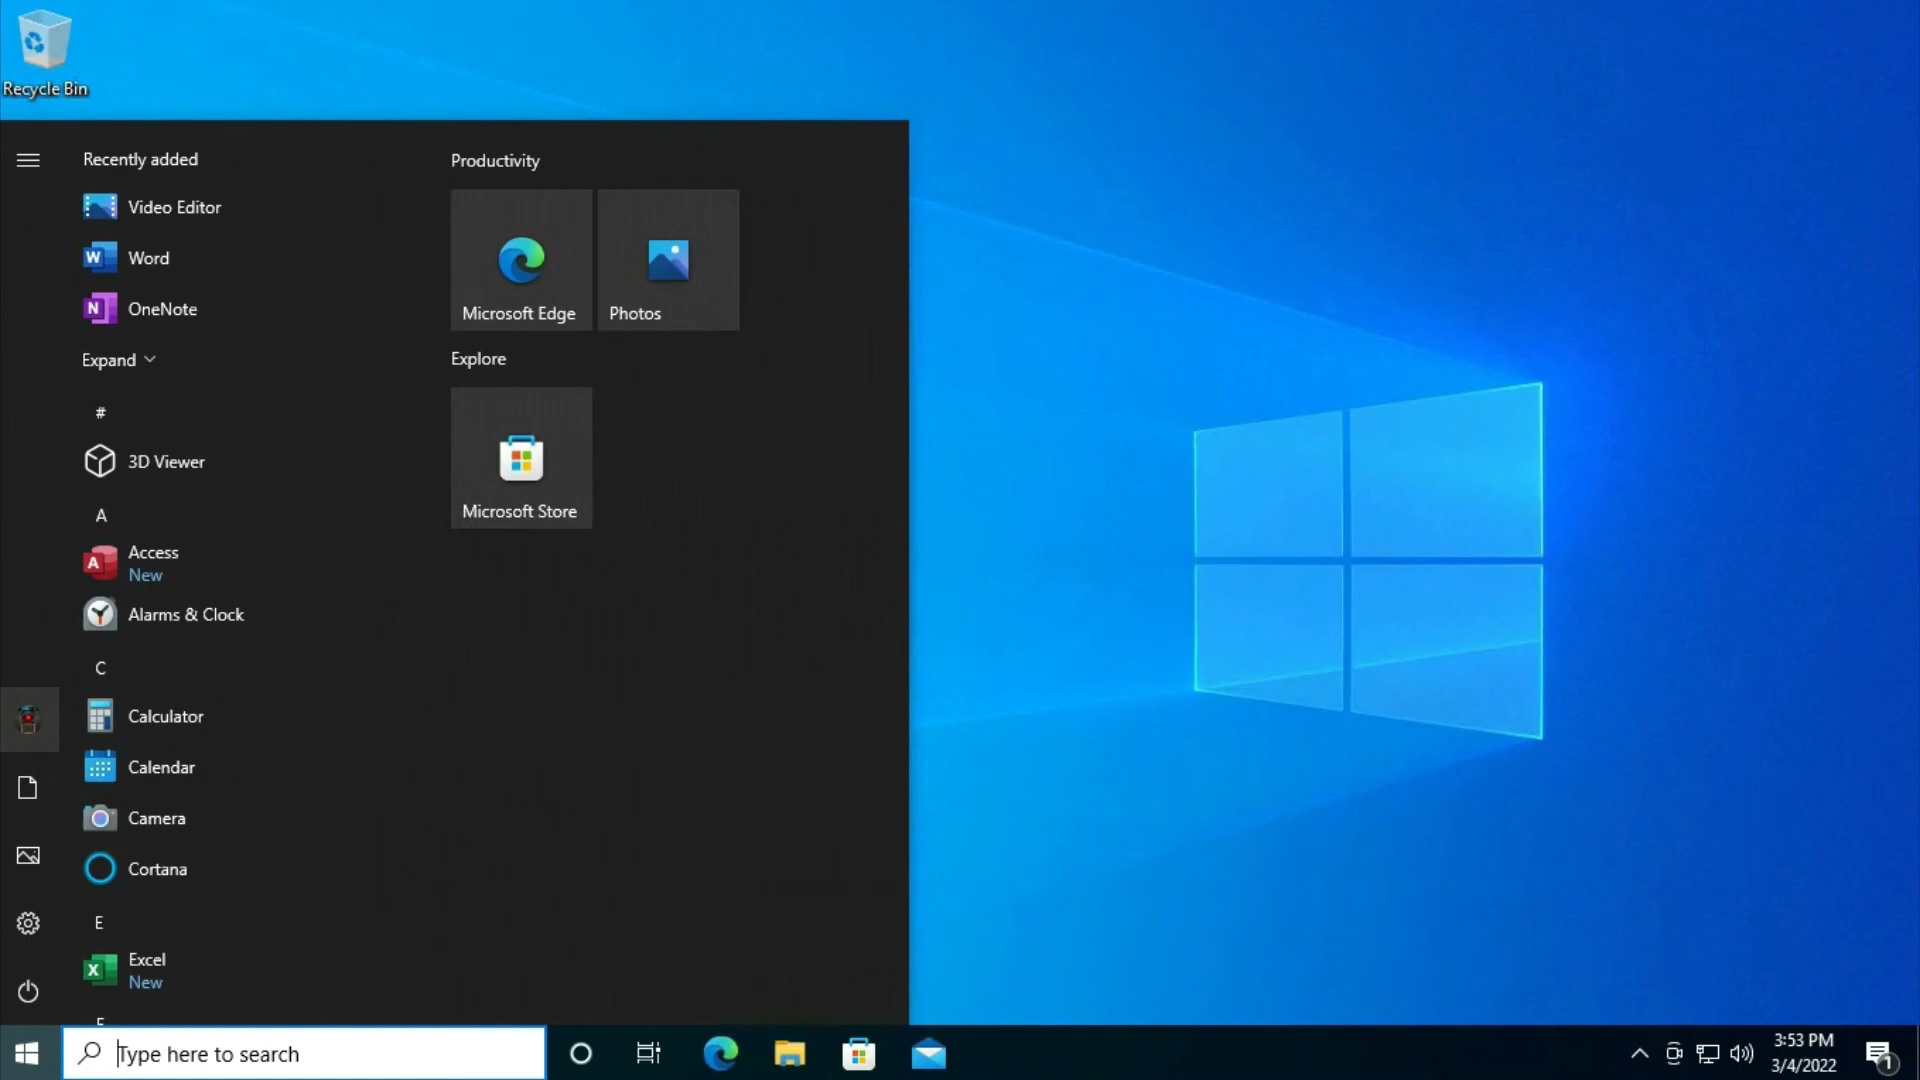 Recycle Bin
Recently added
Video Editor
Word
OneNote
Expand
#
3D Viewer
A
Access
New
Alarms & Clock
C
Calculator
Calendar
Camera
Cortana
E
Excel
New
Productivity
Microsoft Edge
Photos
Explore
Microsoft Store
Type here to search
3:53 PM
3/4/2022
1